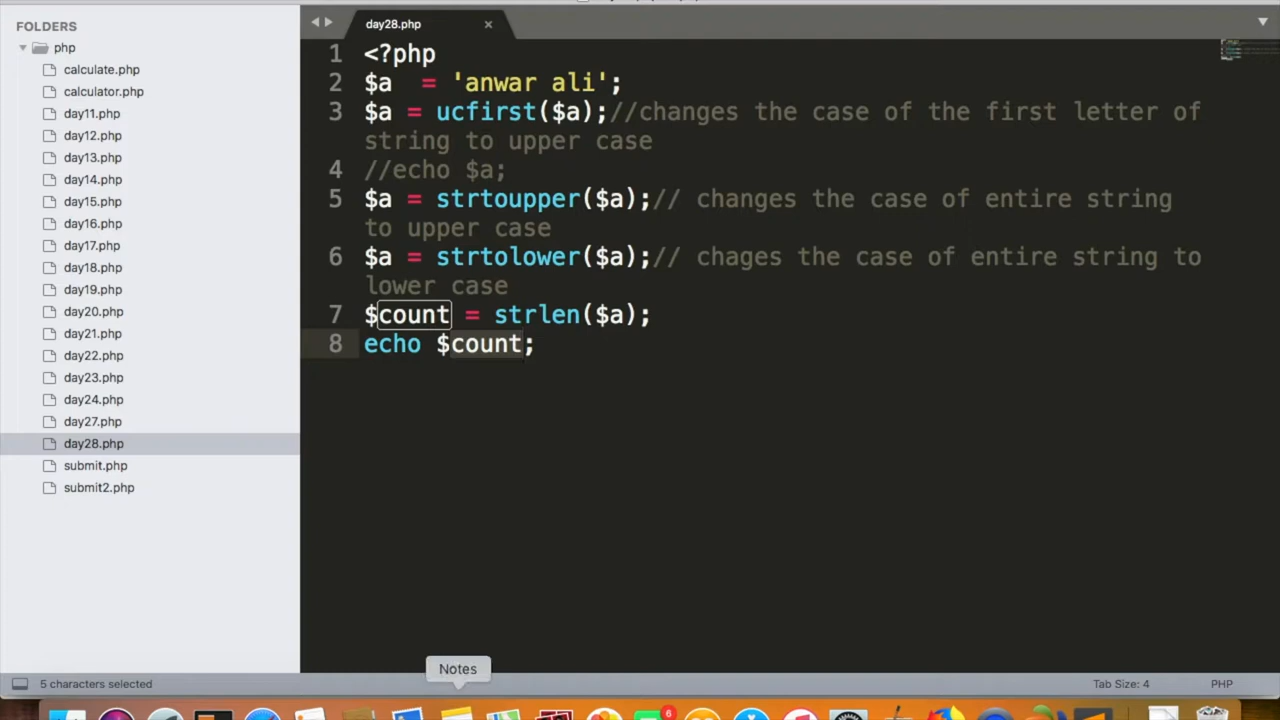 FOLDERS
php
calculate.php
calculator.php
day11.php
day12.php
day13.php
day14.php
day15.php
day16.php
day17.php
day18.php
day19.php
day20.php
day21.php
day22.php
day23.php
day24.php
day27.php
day28.php
submit.php
submit2.php
day28.php ×
1 <?php
2 $a  = 'anwar ali';
3 $a = ucfirst($a);//changes the case of the first letter of
string to upper case
4 //echo $a;
5 $a = strtoupper($a);// changes the case of entire string
to upper case
6 $a = strtolower($a);// chages the case of entire string to
lower case
7 $count = strlen($a);
8 echo $count;
Notes
5 characters selected
Tab Size: 4
PHP
6